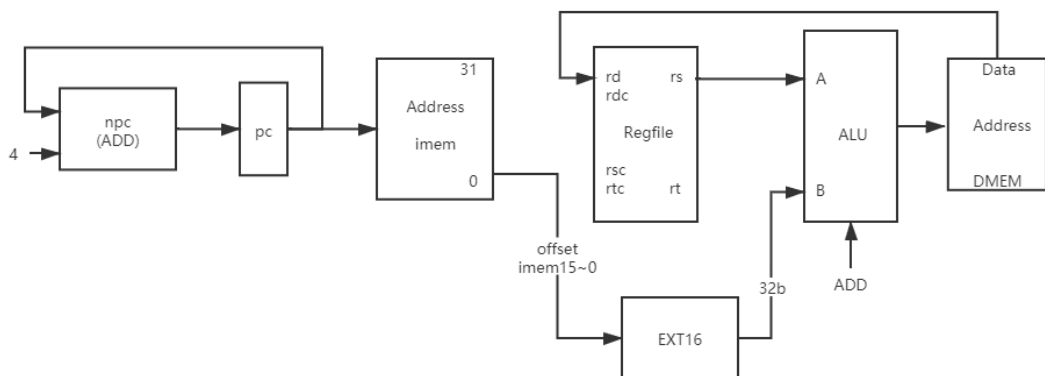 4
npc
(ADD)
pc
31
Address
imem
0
offset
imem15~0
rd
rs
rdc
Regfile
rsc
rtc
rt
EXT16
32b
A
ALU
B
ADD
Data
Address
DMEM